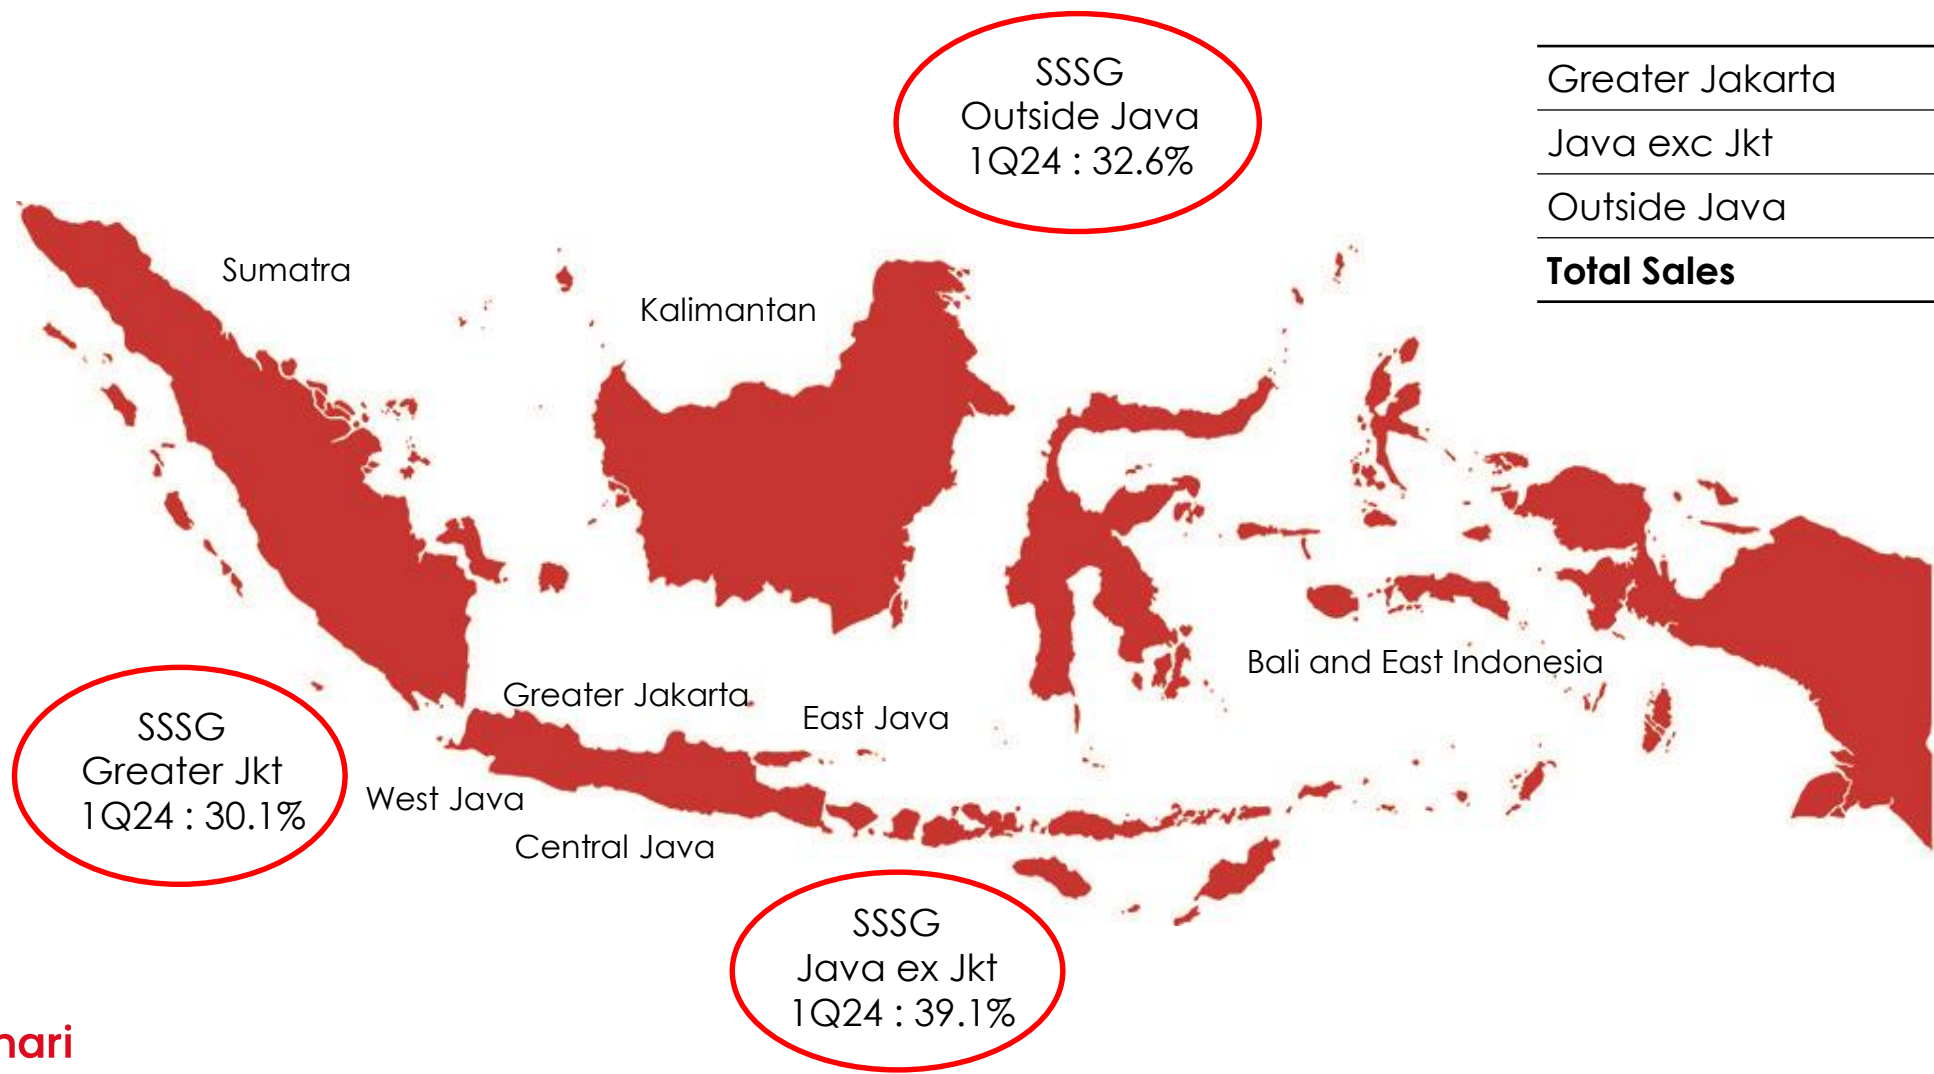 SSSG
Outside Java
1Q24 : 32.6%
Greater Jakarta
Java exc Jkt
Outside Java
Total Sales
Sumatra
Kalimantan
Bali and East Indonesia
Greater Jakarta
East Java
West Java
Central Java
SSSG
Greater Jkt
1Q24 : 30.1%
SSSG
Java ex Jkt
1Q24 : 39.1%
nari